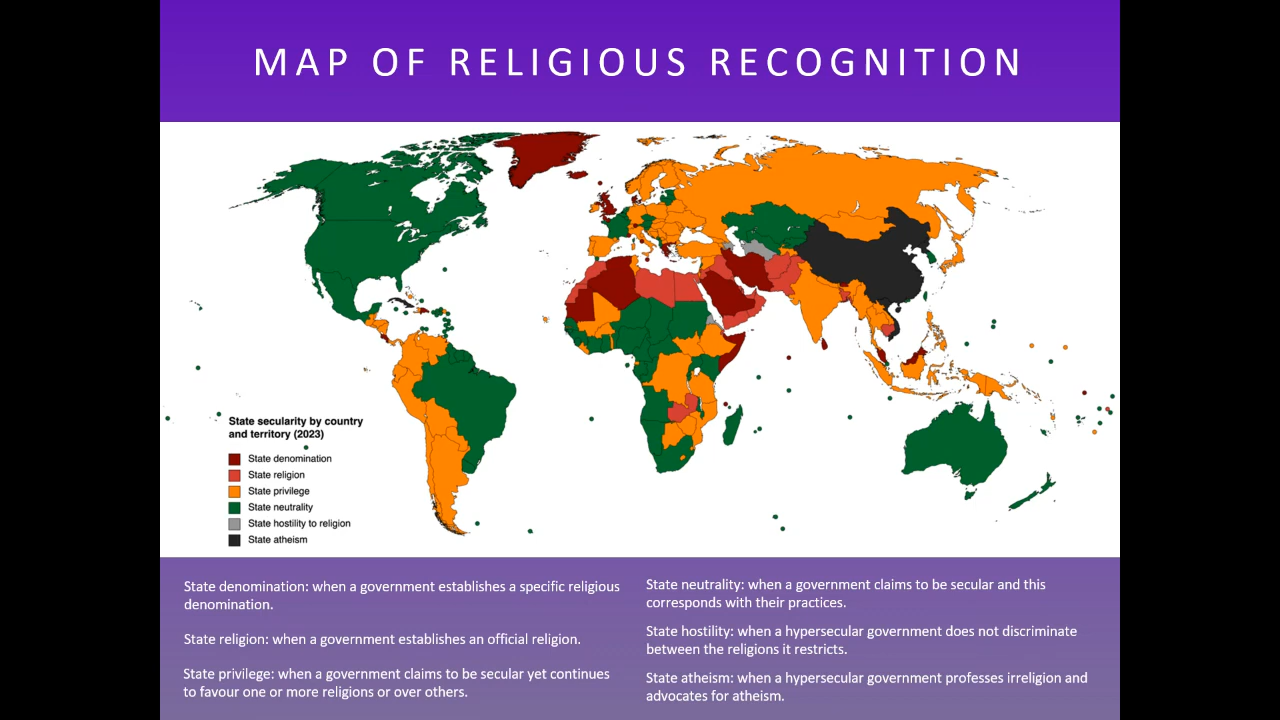 MAP OF RELIGIOUS RECOGNITION
State secularity by country
and territory (2023)
State denomination
State religion
State privilege
State neutrality
State hostility to religion
State atheism
State denomination: when a government establishes a specific religious
denomination.
State religion: when a government establishes an official religion.
State privilege: when a government claims to be secular yet continues
to favour one or more religions or over others.
State neutrality: when a government claims to be secular and this
corresponds with their practices.
State hostility: when a hypersecular government does not discriminate
between the religions it restricts.
State atheism: when a hypersecular government professes irreligion and
advocates for atheism.